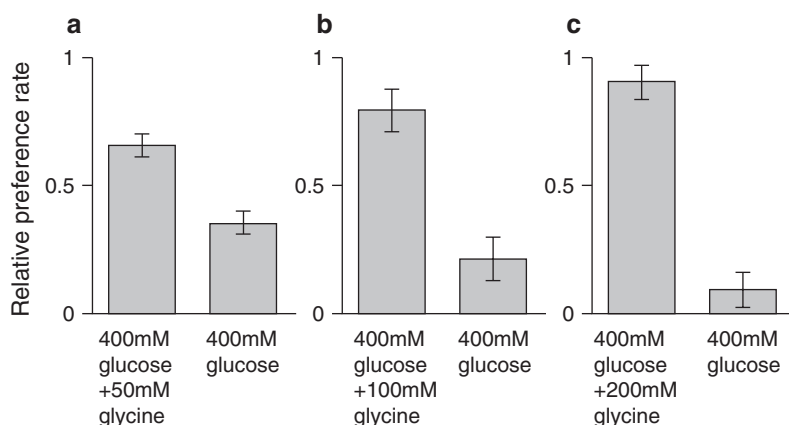 a
b
c
Relative preference rate
1
0.5
0
400mM
glucose
+50mM
glycine
400mM
glucose
1
0.5
0
400mM
glucose
+100mM
glycine
400mM
glucose
1
0.5
0
400mM
glucose
+200mM
glycine
400mM
glucose